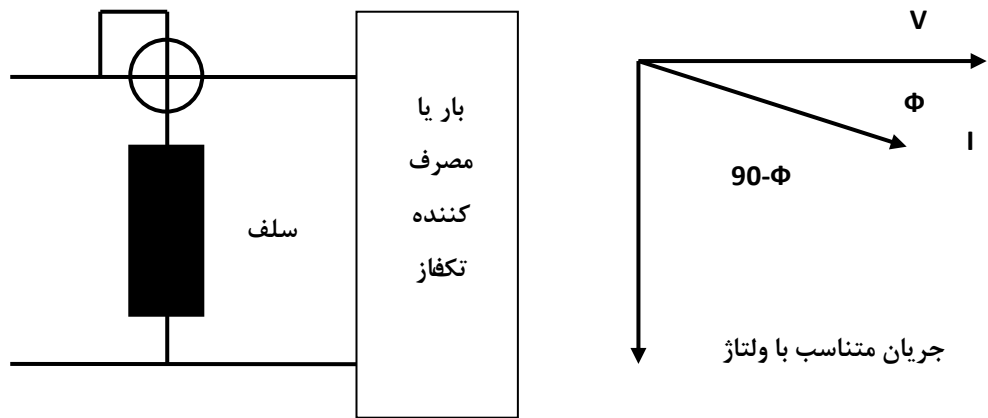 بار یا
مصرف
کننده
تکفاز
سلف
V
Φ
I
90-Φ
جریان متناسب با ولتاژ